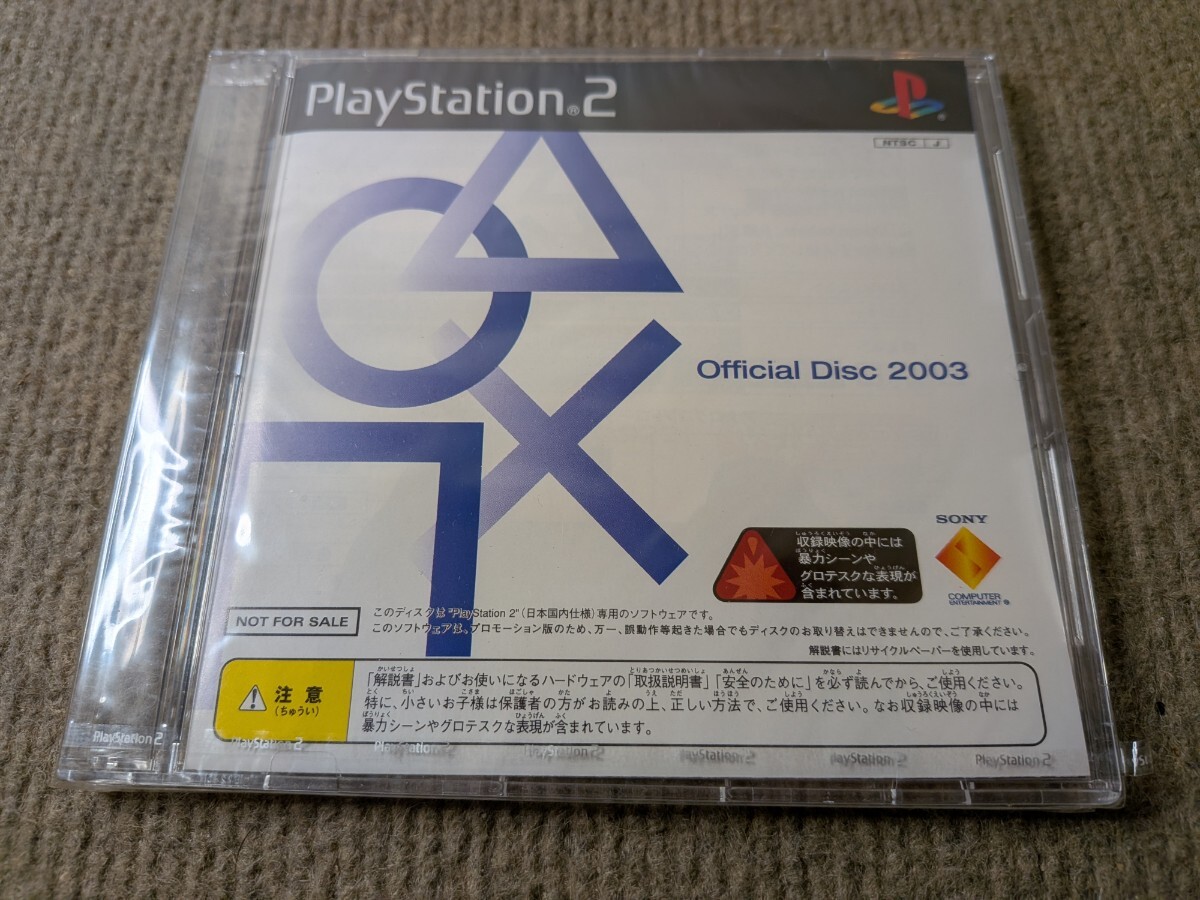 PlayStation®2
NTSC J
Official Disc 2003
収録映像の中には
暴力シーンや
グロテスクな表現が
含まれています。
SONY
COMPUTER
ENTERTAINMENT®
NOT FOR SALE
このディスクは"PlayStation 2"(日本国内仕様)専用のソフトウェアです。
このソフトウェアは、プロモーション版のため、万一、誤動作等起きた場合でもディスクのお取り替えはできませんので、ご了承ください。
解説書にはリサイクルペーパーを使用しています。
注意
(ちゅうい)
「解説書」およびお使いになるハードウェアの「取扱説明書」「安全のために」を必ず読んでから、ご使用ください。
特に、小さいお子様は保護者の方がお読みの上、正しい方法で、ご使用ください。なお収録映像の中には
暴力シーンやグロテスクな表現が含まれています。
PlayStation 2 PlayStation 2 PlayStation 2 PlayStation 2 PlayStation 2 PlayStation 2 PlayStation 2